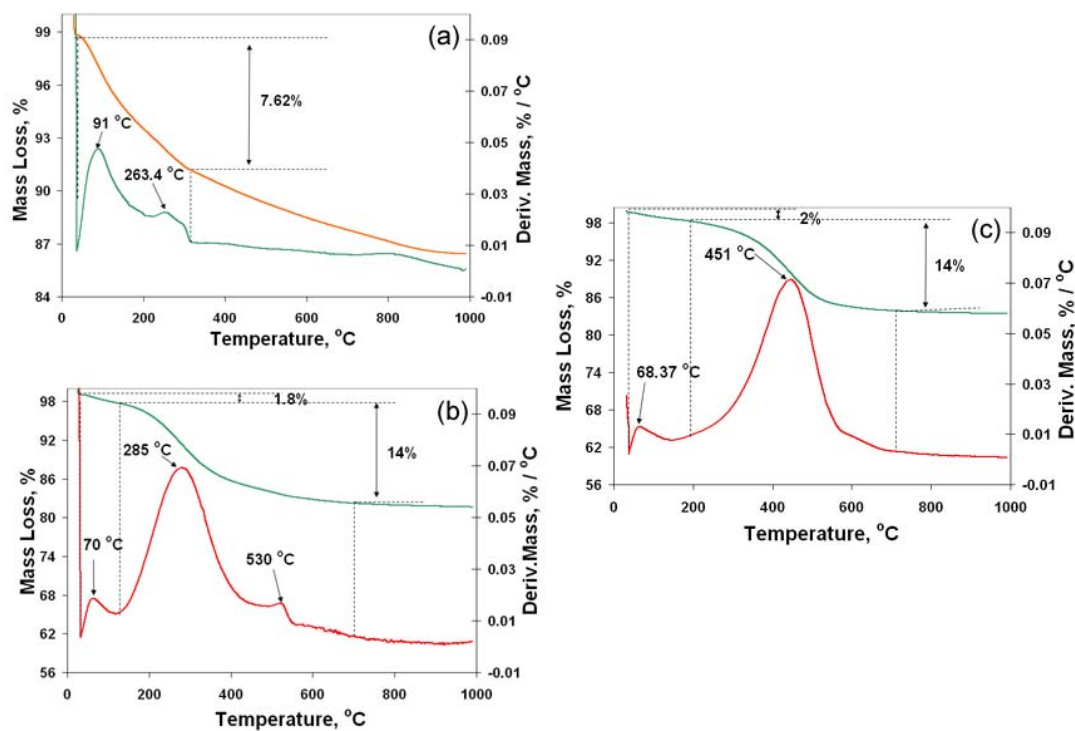 (a)
99
96
93
90
87
84
0.09
0.07
0.05
0.03
0.01
-0.01
7.62%
91 °C
263.4 °C
0 200 400 600 800 1000
Mass Loss, %
Deriv. Mass, % / °C
Temperature, °C
(b)
98
92
86
80
74
68
62
56
0.09
0.07
0.05
0.03
0.01
-0.01
1.8%
14%
285 °C
70 °C
530 °C
0 200 400 600 800 1000
Mass Loss, %
Deriv.Mass, % / °C
Temperature, °C
(c)
98
92
86
80
74
68
62
56
0.09
0.07
0.05
0.03
0.01
-0.01
2%
14%
451 °C
68.37 °C
0 200 400 600 800 1000
Mass Loss, %
Deriv. Mass, % / °C
Temperature, °C